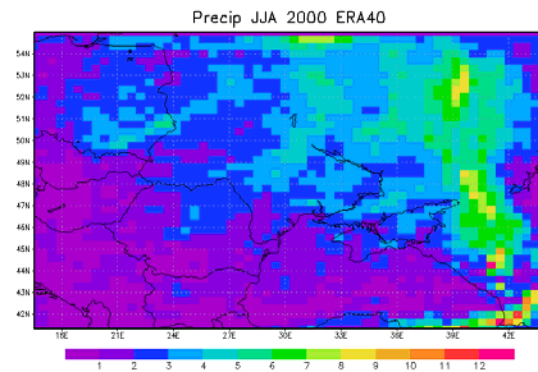 Precip JJA 2000 ERA40
54N
53N
52N
51N
50N
49N
48N
47N
46N
45N
44N
43N
42N
18E 21E 24E 27E 30E 33E 36E 39E 42E
1 2 3 4 5 6 7 8 9 10 11 12